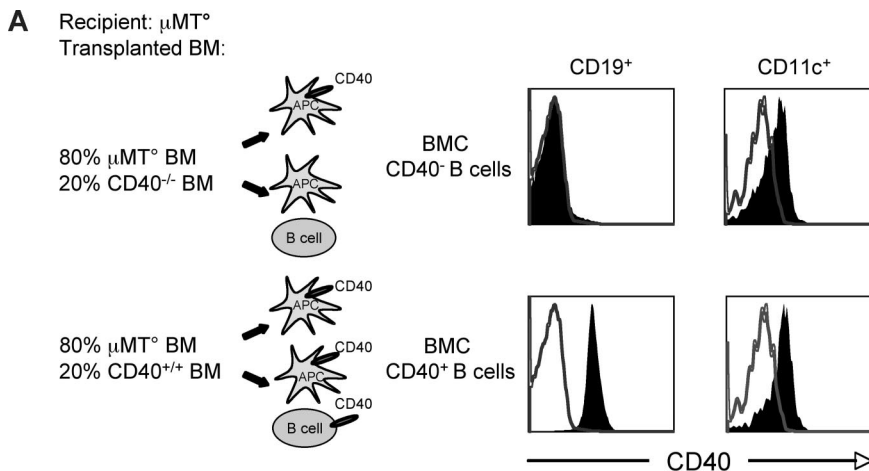 A
Recipient: μMT°
Transplanted BM:
CD19⁺
CD11c⁺
CD40
APC
80% μMT° BM
20% CD40⁻/⁻ BM
APC
B cell
BMC
CD40⁻ B cells
CD40
APC
80% μMT° BM
20% CD40⁺/⁺ BM
CD40
APC
CD40
B cell
BMC
CD40⁺ B cells
CD40